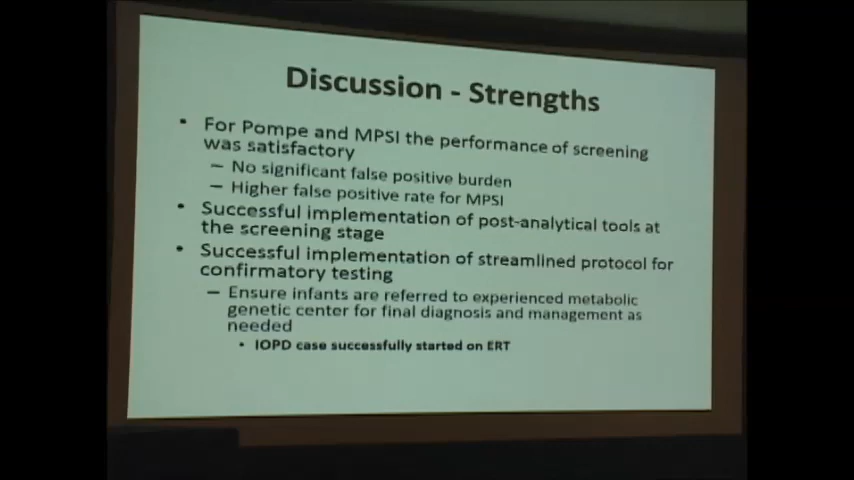 Discussion - Strengths
• For Pompe and MPSI the performance of screening
was satisfactory
– No significant false positive burden
– Higher false positive rate for MPSI
• Successful implementation of post-analytical tools at
the screening stage
• Successful implementation of streamlined protocol for
confirmatory testing
– Ensure infants are referred to experienced metabolic
genetic center for final diagnosis and management as
needed
• IOPD case successfully started on ERT